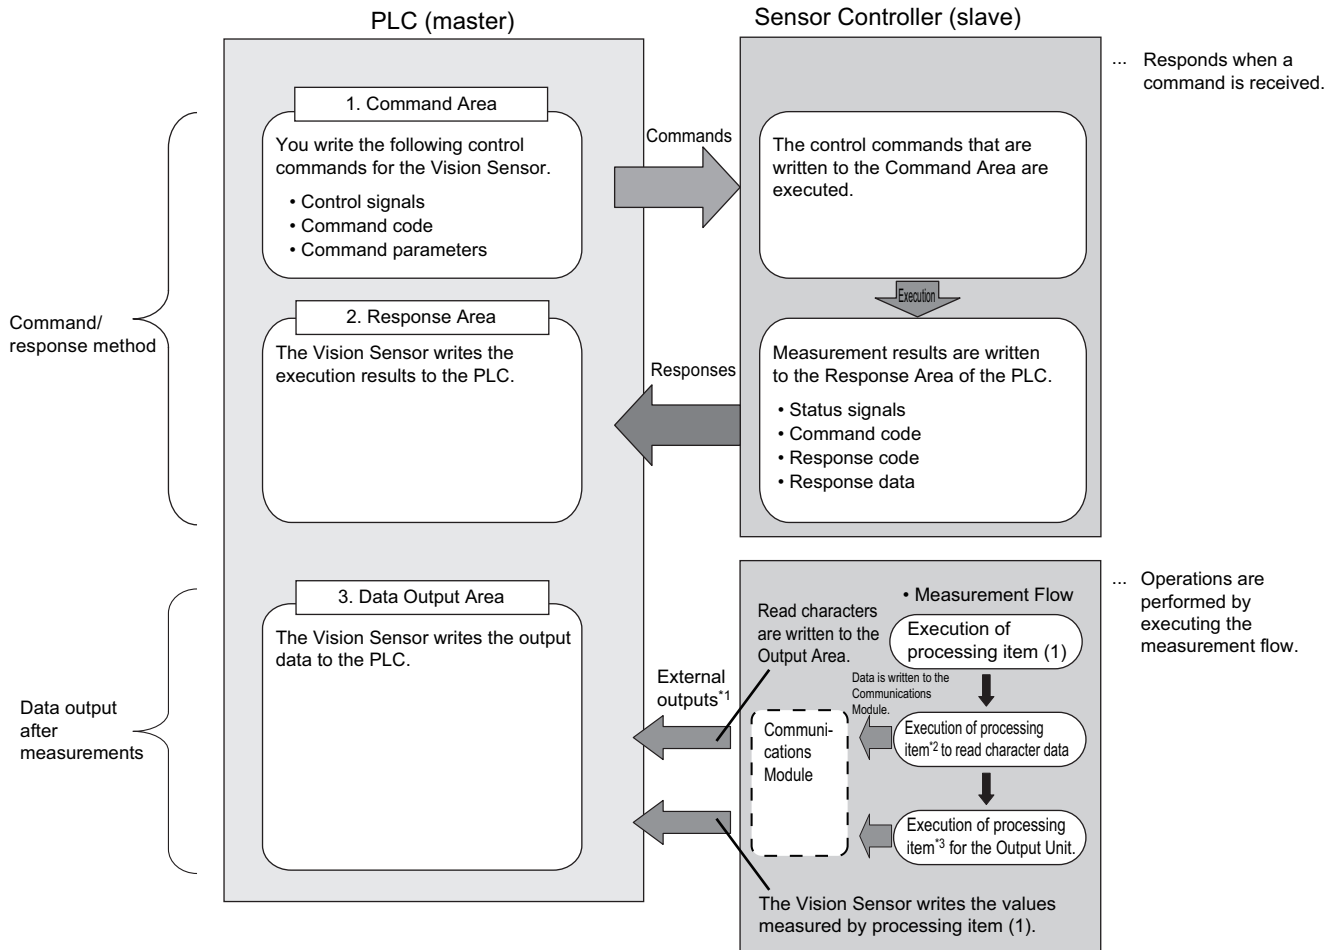 PLC (master)
Sensor Controller (slave)
... Responds when a
command is received.
1. Command Area
You write the following control
commands for the Vision Sensor.
• Control signals
• Command code
• Command parameters
Commands
The control commands that are
written to the Command Area are
executed.
Execution
Command/
response method
2. Response Area
The Vision Sensor writes the
execution results to the PLC.
Responses
Measurement results are written
to the Response Area of the PLC.
• Status signals
• Command code
• Response code
• Response data
Data output
after
measurements
3. Data Output Area
The Vision Sensor writes the output
data to the PLC.
External
outputs*1
Read characters
are written to the
Output Area.
• Measurement Flow
Execution of
processing item (1)
Data is written to the
Communications
Module.
Communi-
cations
Module
Execution of processing
item*2 to read character data
Execution of processing
item*3 for the Output Unit.
The Vision Sensor writes the values
measured by processing item (1).
... Operations are
performed by
executing the
measurement flow.